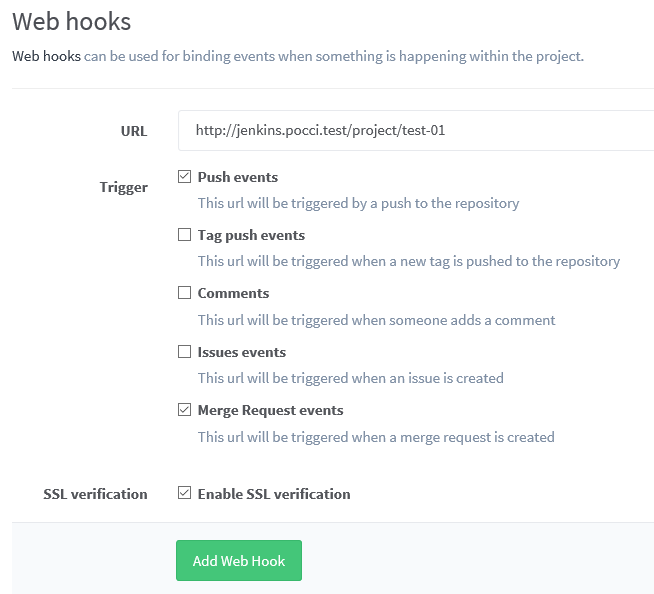 Web hooks
Web hooks can be used for binding events when something is happening within the project.
URL
http://jenkins.pocci.test/project/test-01
Trigger
Push events
This url will be triggered by a push to the repository
Tag push events
This url will be triggered when a new tag is pushed to the repository
Comments
This url will be triggered when someone adds a comment
Issues events
This url will be triggered when an issue is created
Merge Request events
This url will be triggered when a merge request is created
SSL verification
Enable SSL verification
Add Web Hook